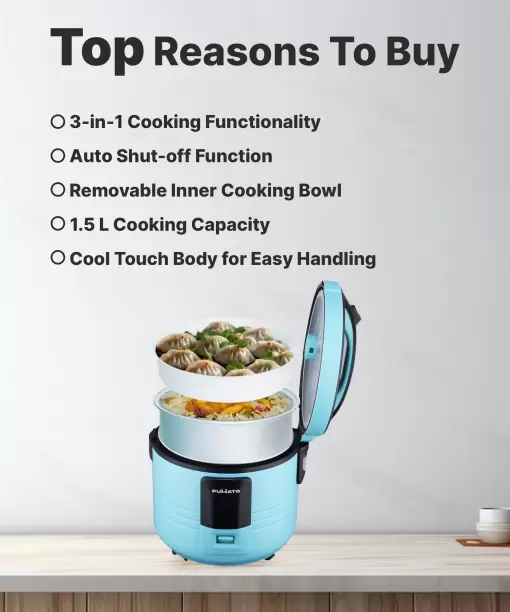 Top Reasons To Buy
3-in-1 Cooking Functionality
Auto Shut-off Function
Removable Inner Cooking Bowl
1.5 L Cooking Capacity
Cool Touch Body for Easy Handling